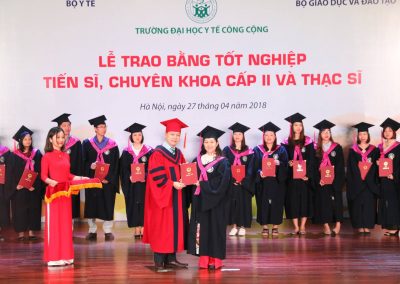 BỘ Y TẾ
BỘ GIÁO DỤC VÀ ĐÀO TẠO
TRƯỜNG ĐẠI HỌC Y TẾ CÔNG CỘNG
LỄ TRAO BẰNG TỐT NGHIỆP
TIẾN SĨ, CHUYÊN KHOA CẤP II VÀ THẠC SĨ
Hà Nội, ngày 27 tháng 04 năm 2018